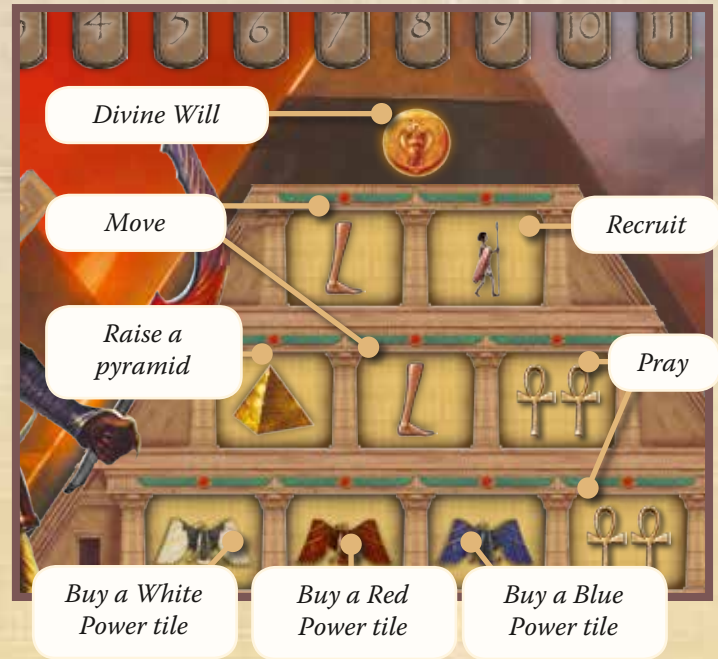 4 5 6 7 8 9 10 11
Divine Will
Move
Recruit
Raise a
pyramid
Pray
Buy a White
Power tile
Buy a Red
Power tile
Buy a Blue
Power tile